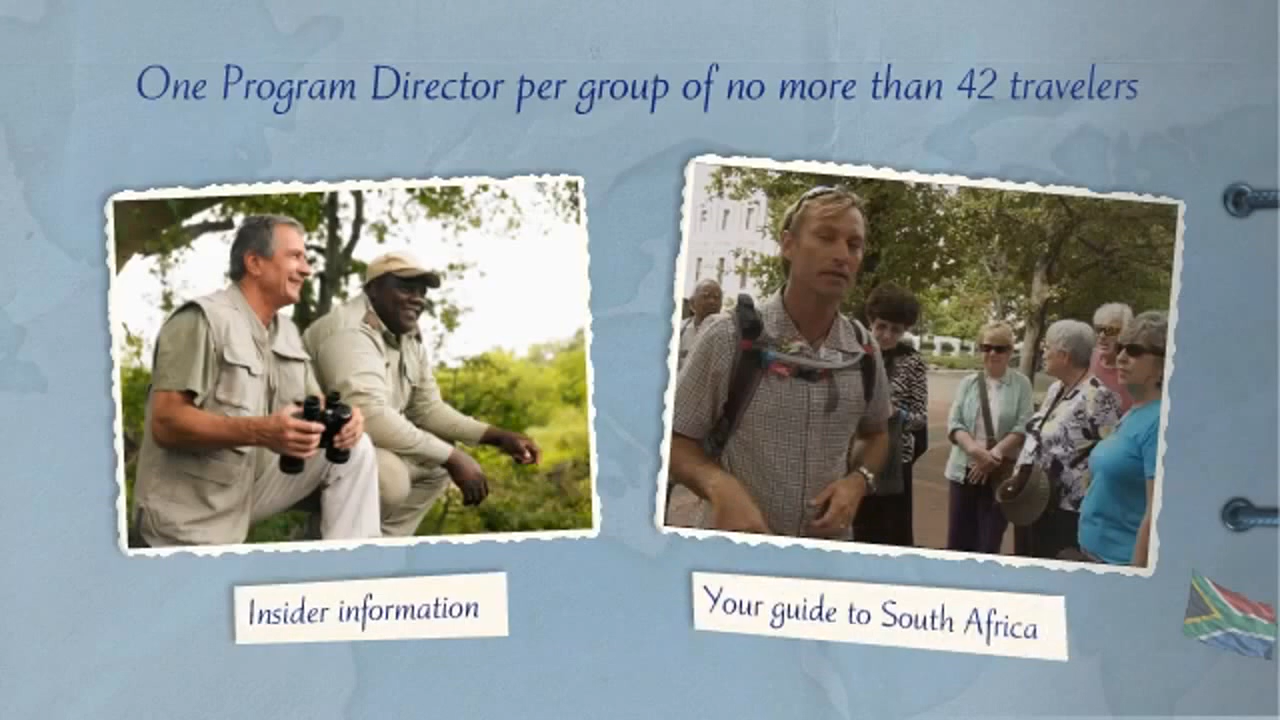 One Program Director per group of no more than 42 travelers
Insider information
Your guide to South Africa